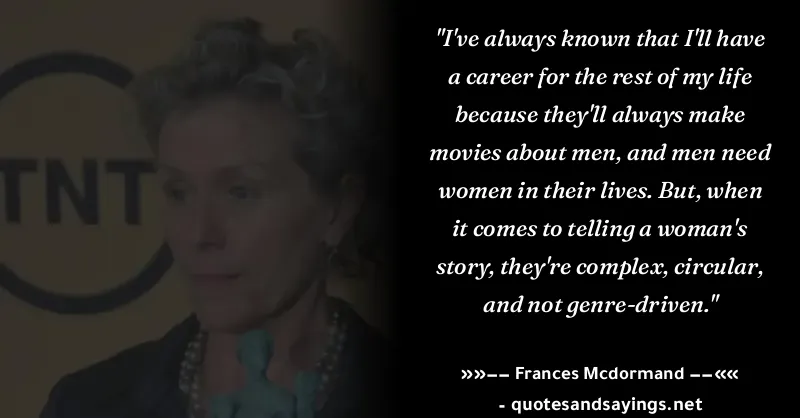 "I've always known that I'll have
a career for the rest of my life
because they'll always make
movies about men, and men need
women in their lives. But, when
it comes to telling a woman's
story, they're complex, circular,
and not genre-driven."
»»—— Frances Mcdormand ——««
- quotesandsayings.net
TNT